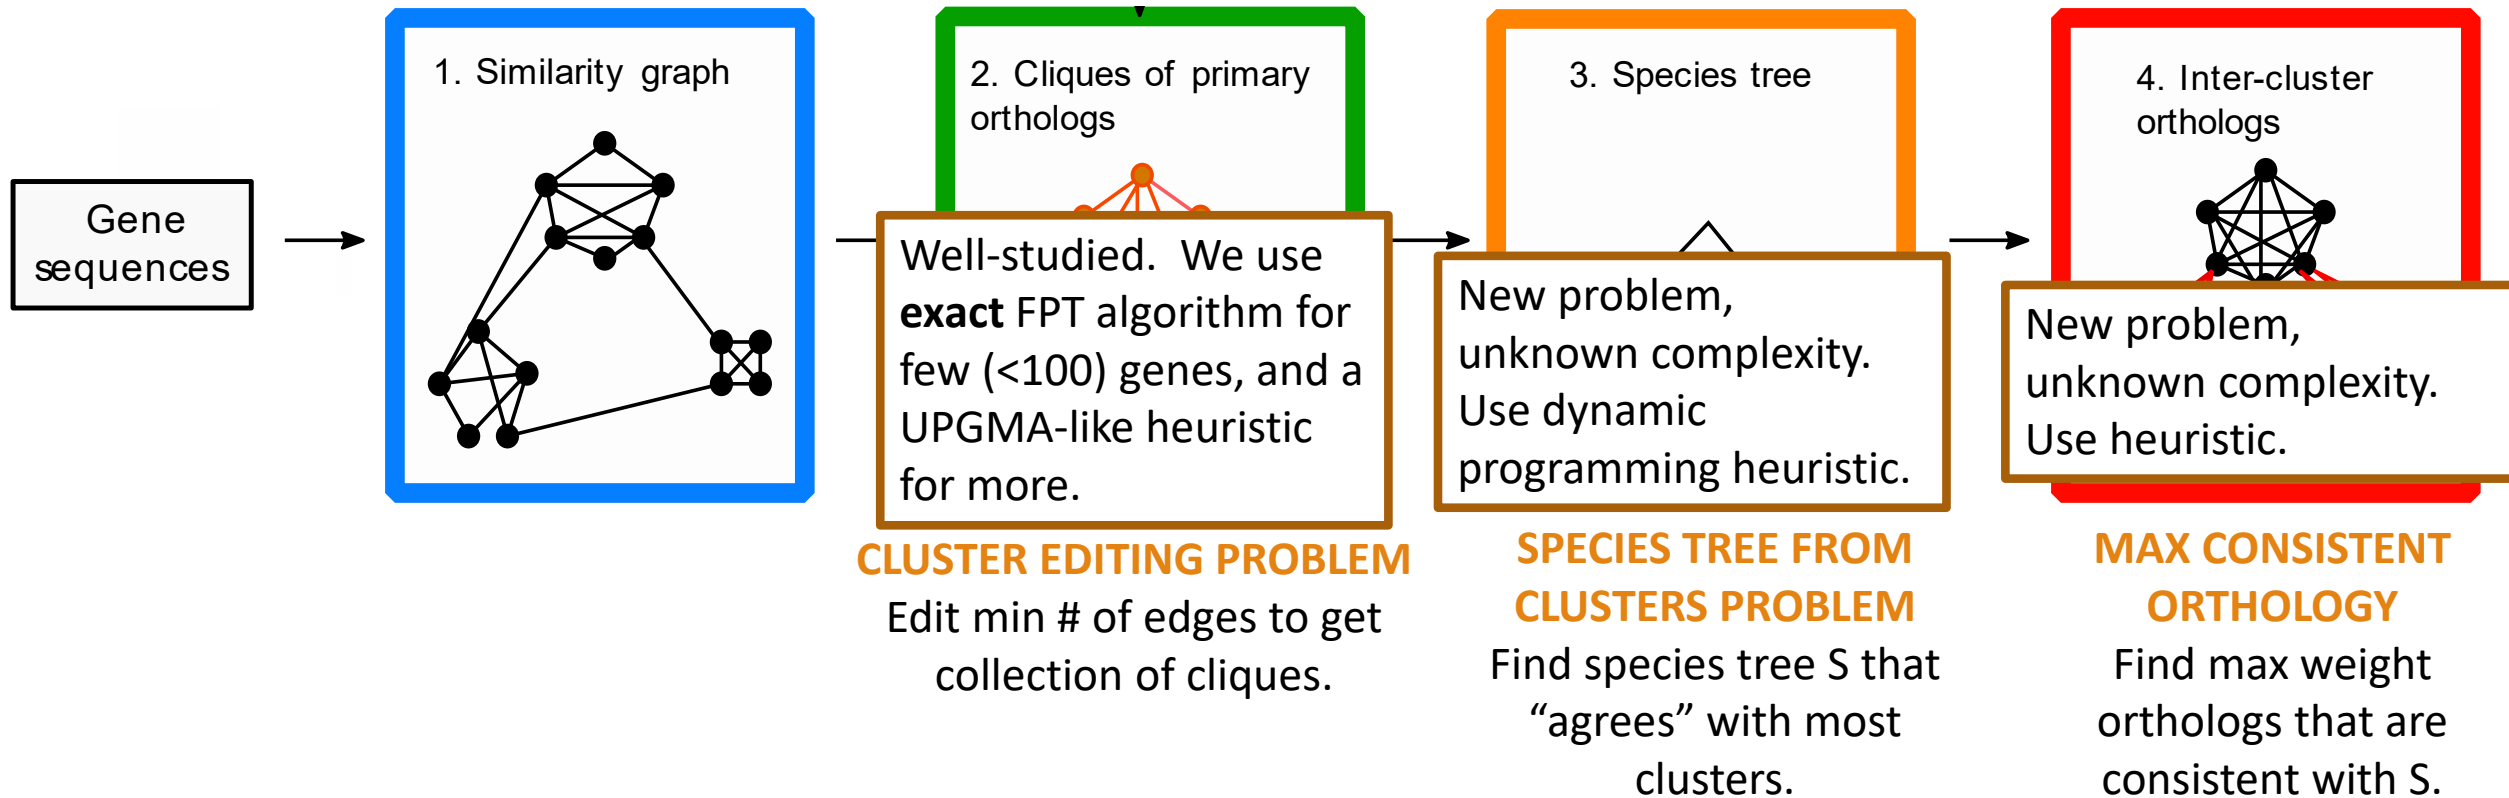 Gene
sequences
1. Similarity graph
2. Cliques of primary
orthologs
Well-studied. We use
exact FPT algorithm for
few (<100) genes, and a
UPGMA-like heuristic
for more.
CLUSTER EDITING PROBLEM
Edit min # of edges to get
collection of cliques.
3. Species tree
New problem,
unknown complexity.
Use dynamic
programming heuristic.
SPECIES TREE FROM
CLUSTERS PROBLEM
Find species tree S that
“agrees” with most
clusters.
4. Inter-cluster
orthologs
New problem,
unknown complexity.
Use heuristic.
MAX CONSISTENT
ORTHOLOGY
Find max weight
orthologs that are
consistent with S.